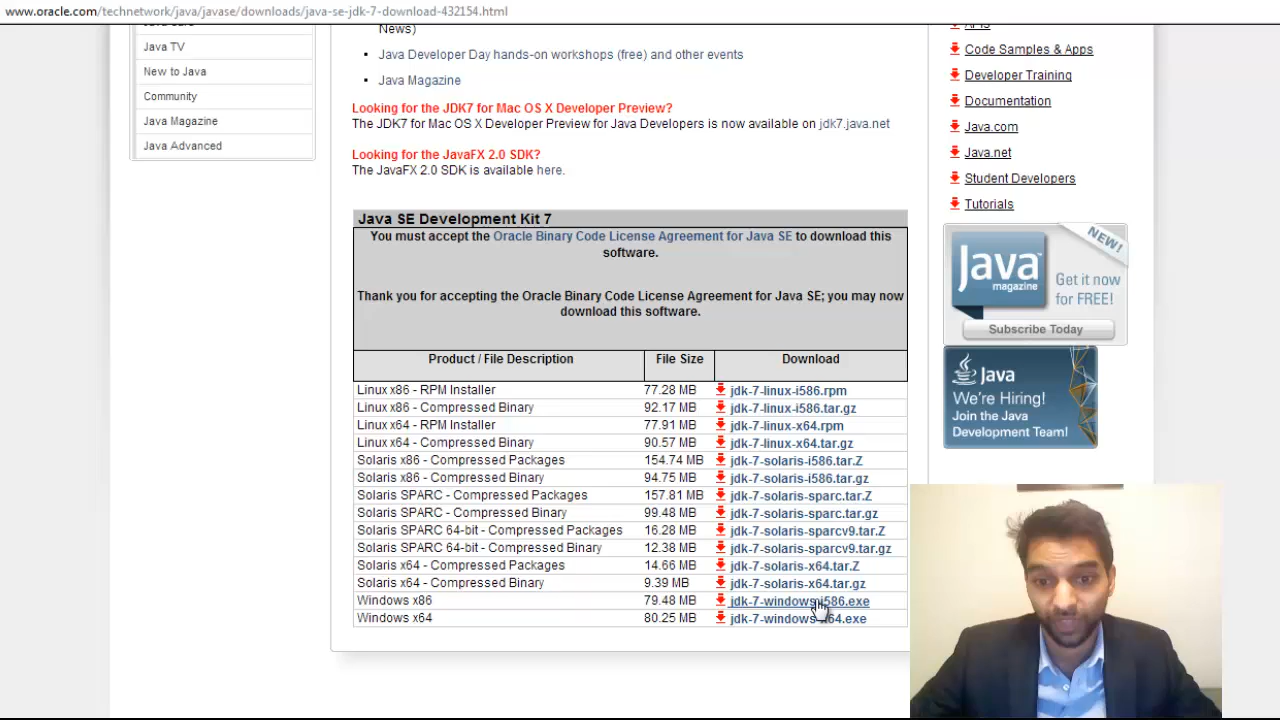 www.oracle.com/technetwork/java/javase/downloads/java-se-jdk-7-download-432154.html
Java TV
New to Java
Community
Java Magazine
Java Advanced
News)
Java Developer Day hands-on workshops (free) and other events
Java Magazine
Looking for the JDK7 for Mac OS X Developer Preview?
The JDK7 for Mac OS X Developer Preview for Java Developers is now available on jdk7.java.net
Looking for the JavaFX 2.0 SDK?
The JavaFX 2.0 SDK is available here.
Java SE Development Kit 7
You must accept the Oracle Binary Code License Agreement for Java SE to download this
software.
Thank you for accepting the Oracle Binary Code License Agreement for Java SE; you may now
download this software.
Product / File Description File Size Download
Linux x86 - RPM Installer 77.28 MB jdk-7-linux-i586.rpm
Linux x86 - Compressed Binary 92.17 MB jdk-7-linux-i586.tar.gz
Linux x64 - RPM Installer 77.91 MB jdk-7-linux-x64.rpm
Linux x64 - Compressed Binary 90.57 MB jdk-7-linux-x64.tar.gz
Solaris x86 - Compressed Packages 154.74 MB jdk-7-solaris-i586.tar.Z
Solaris x86 - Compressed Binary 94.75 MB jdk-7-solaris-i586.tar.gz
Solaris SPARC - Compressed Packages 157.81 MB jdk-7-solaris-sparc.tar.Z
Solaris SPARC - Compressed Binary 99.48 MB jdk-7-solaris-sparc.tar.gz
Solaris SPARC 64-bit - Compressed Packages 16.28 MB jdk-7-solaris-sparcv9.tar.Z
Solaris SPARC 64-bit - Compressed Binary 12.38 MB jdk-7-solaris-sparcv9.tar.gz
Solaris x64 - Compressed Packages 14.66 MB jdk-7-solaris-x64.tar.Z
Solaris x64 - Compressed Binary 9.39 MB jdk-7-solaris-x64.tar.gz
Windows x86 79.48 MB jdk-7-windows-i586.exe
Windows x64 80.25 MB jdk-7-windows-x64.exe
Code Samples & Apps
Developer Training
Documentation
Java.com
Java.net
Student Developers
Tutorials
NEW!
Java
magazine
Get it now
for FREE!
Subscribe Today
Java
We're Hiring!
Join the Java
Development Team!